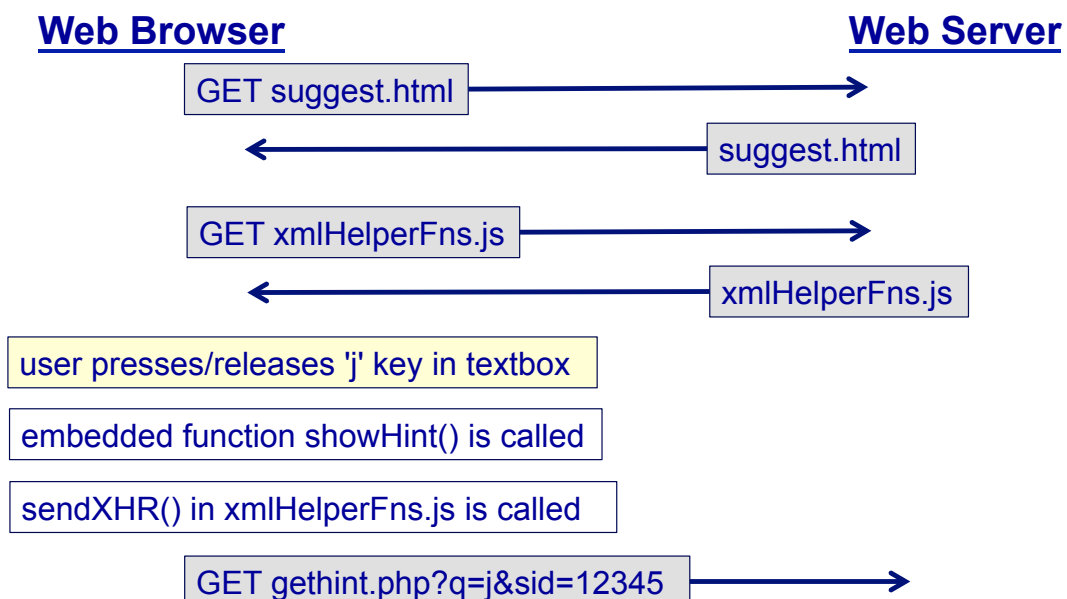 Web Browser
Web Server
GET suggest.html
suggest.html
GET xmlHelperFns.js
xmlHelperFns.js
user presses/releases 'j' key in textbox
embedded function showHint() is called
sendXHR() in xmlHelperFns.js is called
GET gethint.php?q=j&sid=12345